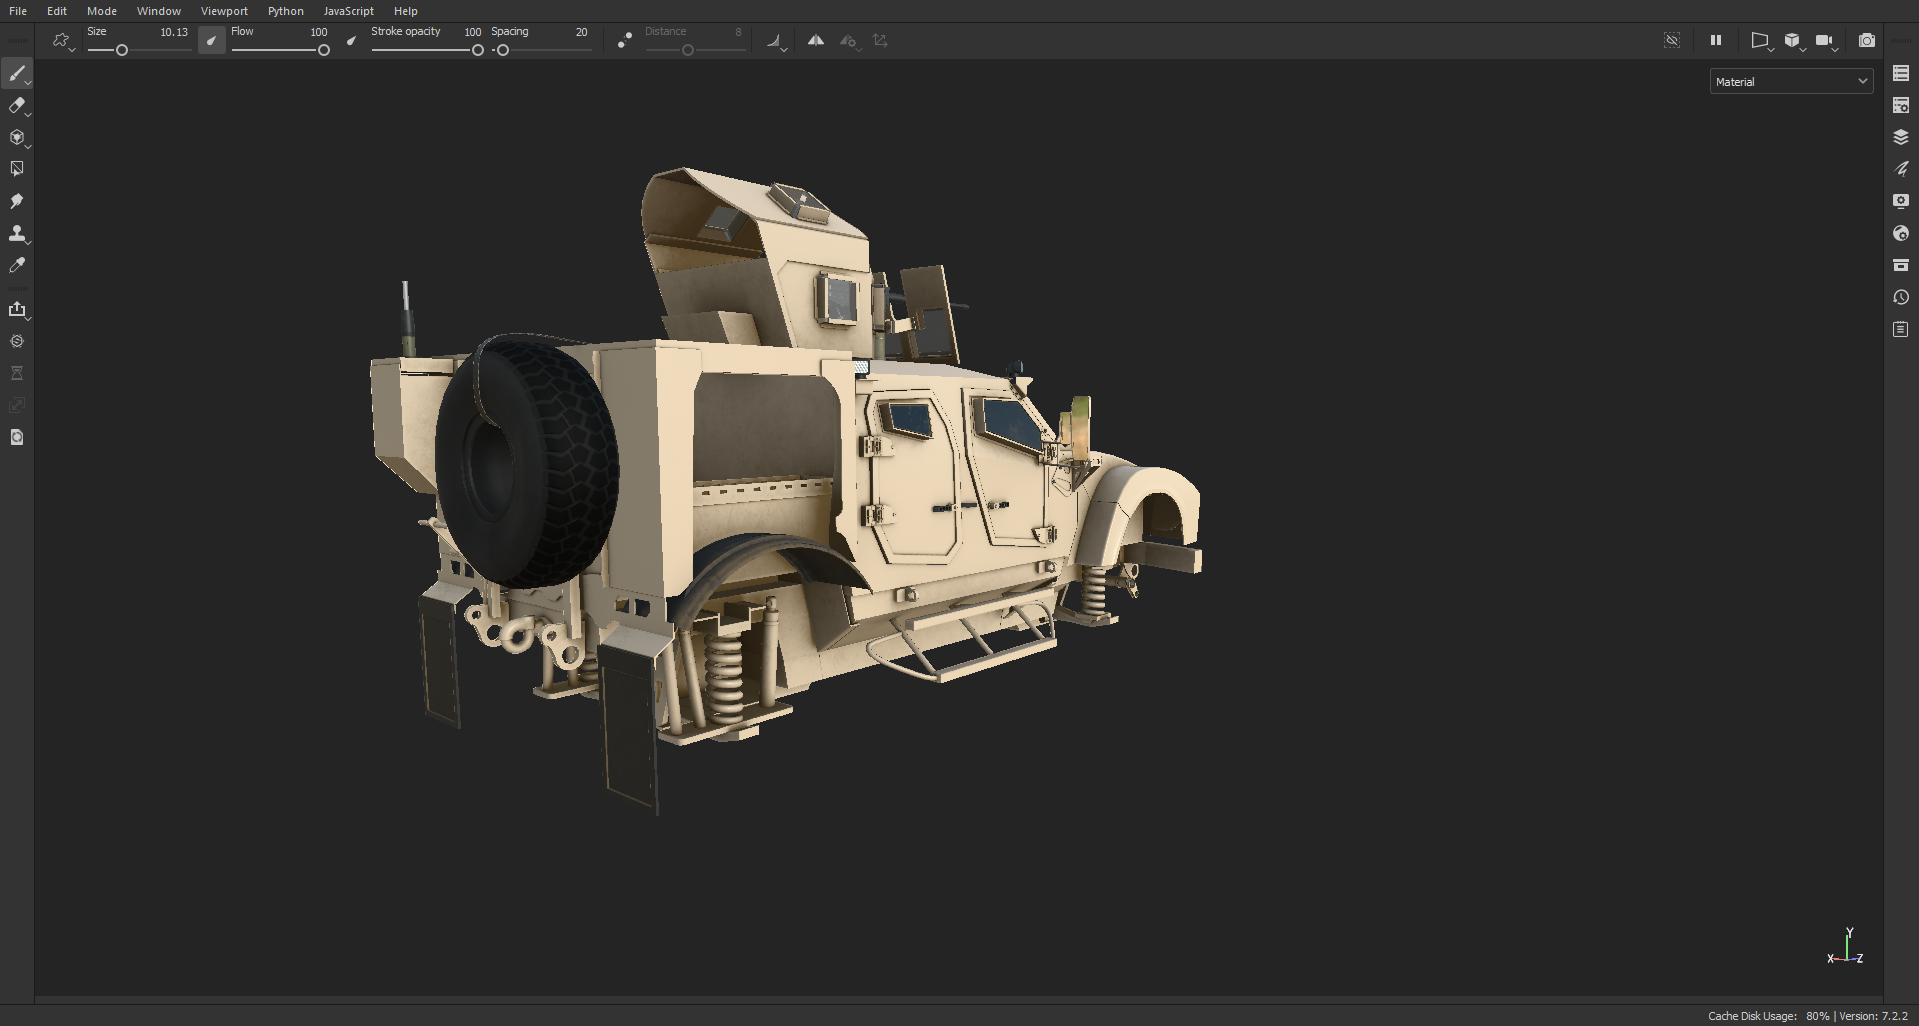 File Edit Mode Window Viewport Python JavaScript Help
Size 10.13 Flow 100 Stroke opacity 100 Spacing 20 Distance 8
Material
Y
X Z
Cache Disk Usage: 80% | Version: 7.2.2